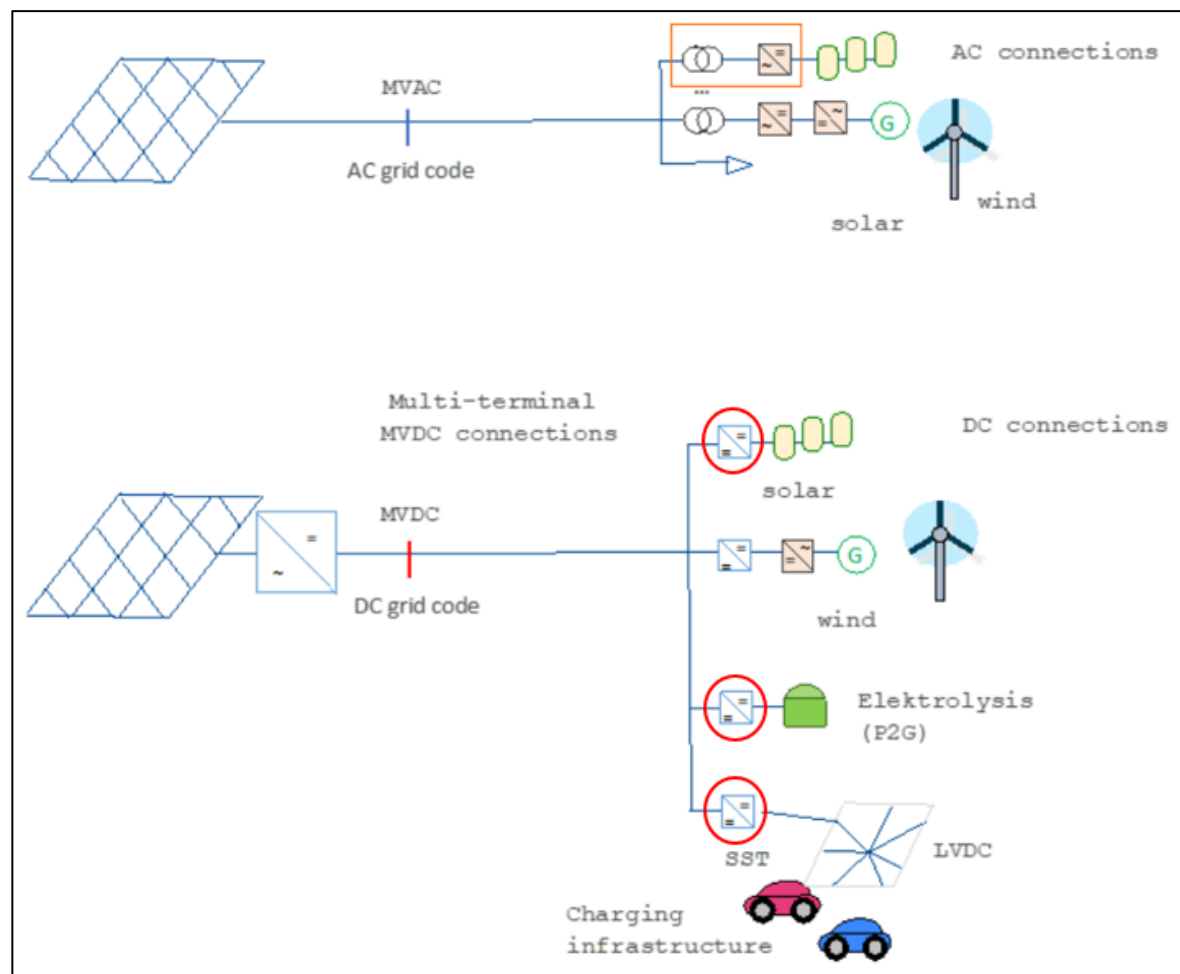 AC connections
MVAC
...
G
AC grid code
wind
solar
Multi-terminal
MVDC connections
DC connections
solar
MVDC
G
DC grid code
wind
Elektrolysis
(P2G)
SST
LVDC
Charging
infrastructure